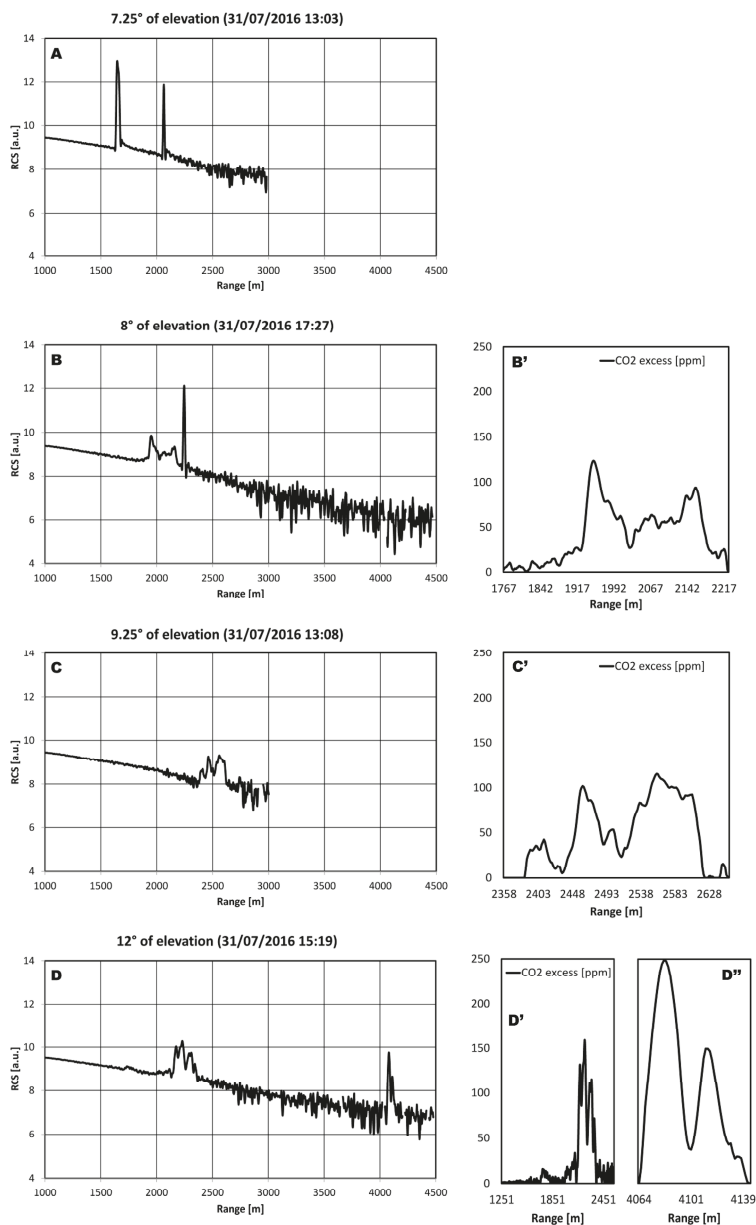 7.25° of elevation (31/07/2016 13:03)
A
14
12
10
8
6
4
RCS [a.u.]
1000 1500 2000 2500 3000 3500 4000 4500
Range [m]
8° of elevation (31/07/2016 17:27)
B
14
12
10
8
6
4
RCS [a.u.]
1000 1500 2000 2500 3000 3500 4000 4500
Range [m]
B’
CO2 excess [ppm]
250
200
150
100
50
0
1767 1842 1917 1992 2067 2142 2217
Range [m]
9.25° of elevation (31/07/2016 13:08)
C
14
12
10
8
6
4
RCS [a.u.]
1000 1500 2000 2500 3000 3500 4000 4500
Range [m]
C’
CO2 excess [ppm]
250
200
150
100
50
0
2358 2403 2448 2493 2538 2583 2628
Range [m]
12° of elevation (31/07/2016 15:19)
D
14
12
10
8
6
4
RCS [a.u.]
1000 1500 2000 2500 3000 3500 4000 4500
Range [m]
CO2 excess [ppm]
D’
250
200
150
100
50
0
1251 1851 2451
Range [m]
D”
4064 4101 4139
Range [m]